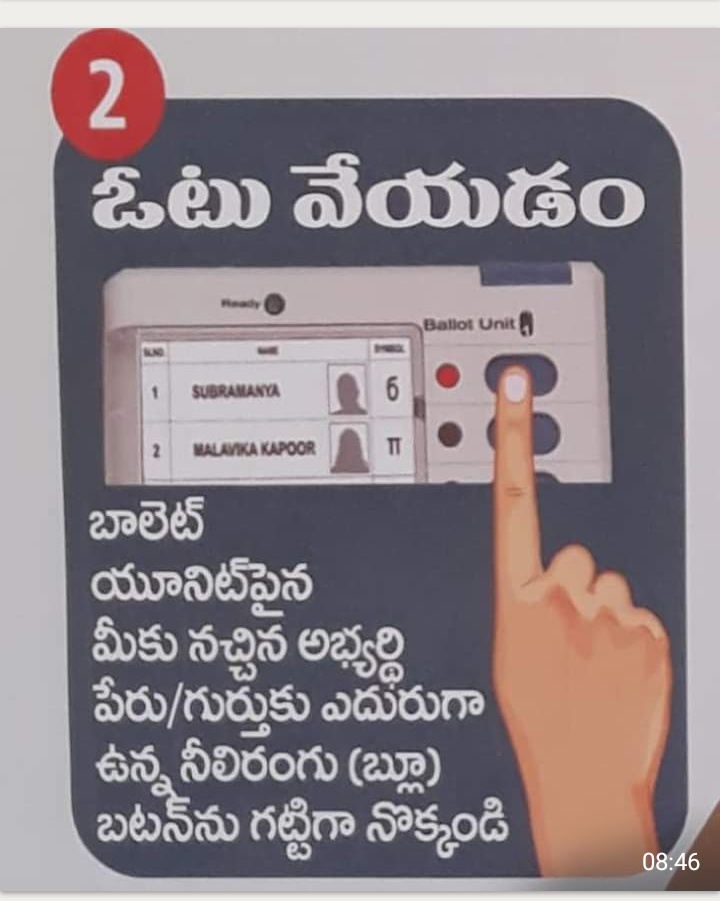 2
ఓటు వేయడం
Ready
Ballot Unit
SL.NO. NAME SYMBOL
1 SUBRAMANYA 6
2 MALAVIKA KAPOOR π
బాలెట్
యూనిట్‌పైన
మీకు నచ్చిన అభ్యర్థి
పేరు/గుర్తుకు ఎదురుగా
ఉన్న నీలిరంగు (బ్లూ)
బటన్‌ను గట్టిగా నొక్కండి
08:46